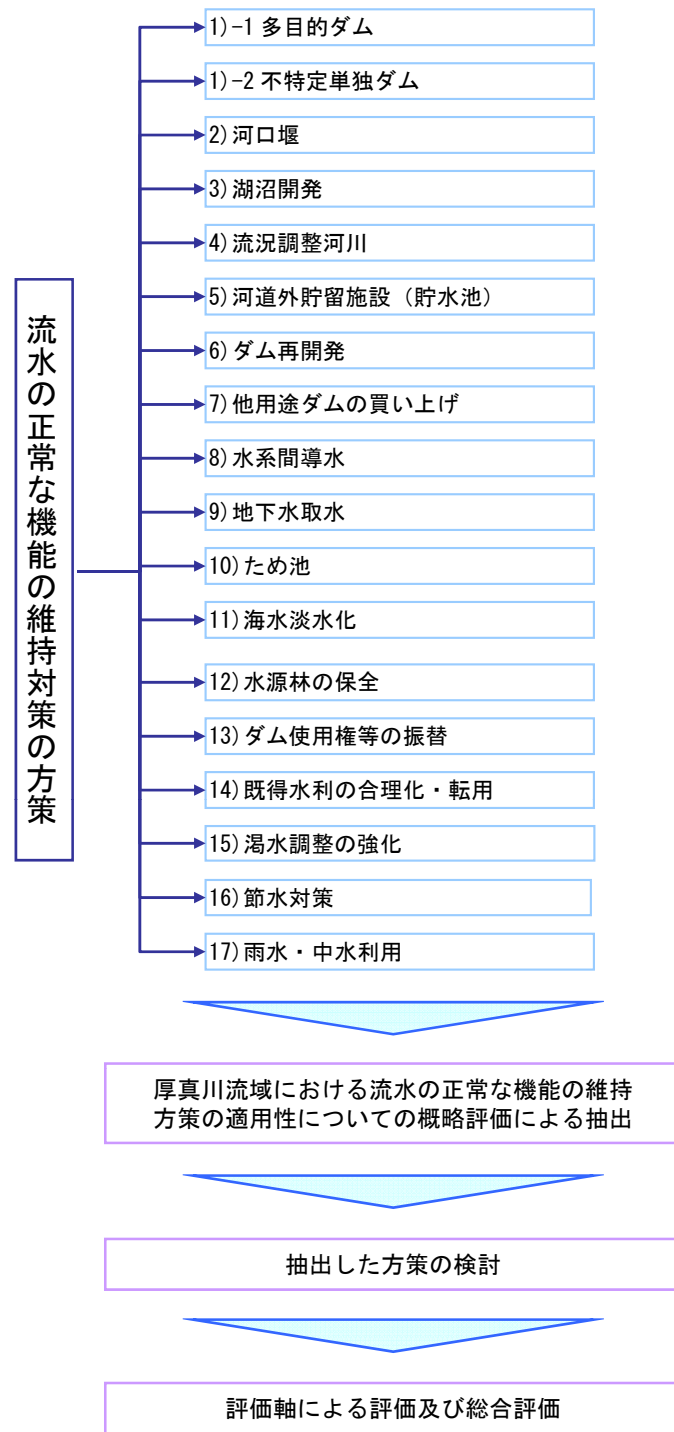 流水の正常な機能の維持対策の方策
1)-1 多目的ダム
1)-2 不特定単独ダム
2)河口堰
3)湖沼開発
4)流況調整河川
5)河道外貯留施設（貯水池）
6)ダム再開発
7)他用途ダムの買い上げ
8)水系間導水
9)地下水取水
10)ため池
11)海水淡水化
12)水源林の保全
13)ダム使用権等の振替
14)既得水利の合理化・転用
15)渇水調整の強化
16)節水対策
17)雨水・中水利用
厚真川流域における流水の正常な機能の維持
方策の適用性についての概略評価による抽出
抽出した方策の検討
評価軸による評価及び総合評価